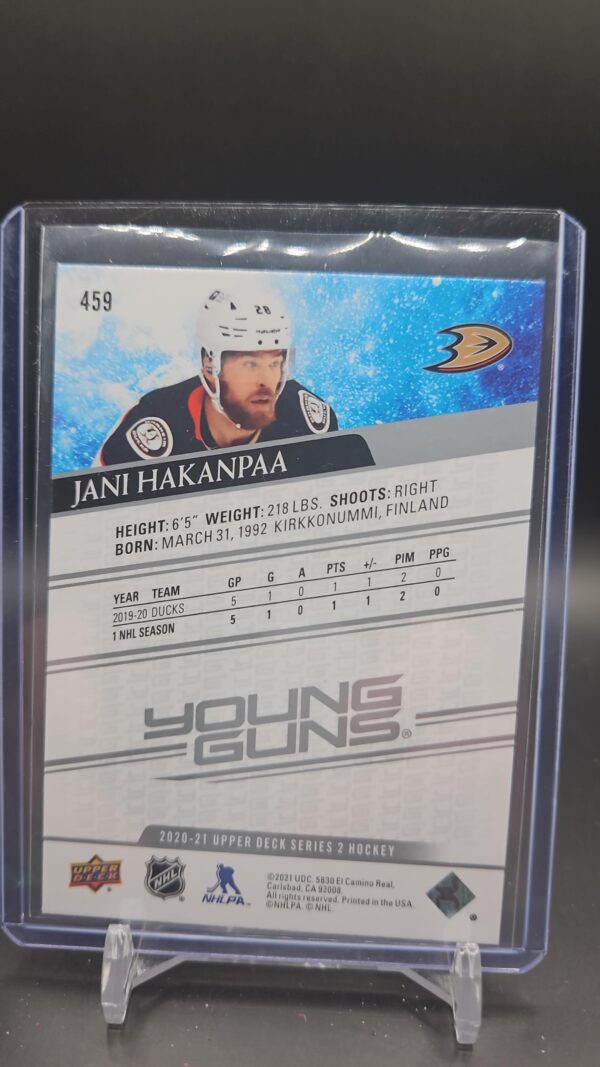 459
28
JANI HAKANPAA
HEIGHT: 6'5" WEIGHT: 218 LBS. SHOOTS: RIGHT
BORN: MARCH 31, 1992 KIRKKONUMMI, FINLAND
YEAR TEAM GP G A PTS +/- PIM PPG
2019-20 DUCKS 5 1 0 1 1 2 0
1 NHL SEASON 5 1 0 1 1 2 0
YOUNG
GUNS®
2020-21 UPPER DECK SERIES 2 HOCKEY
UPPER
DECK
NHL
NHLPA
©2021 UDC. 5830 El Camino Real,
Carlsbad, CA 92008.
All rights reserved. Printed in the USA.
©NHLPA. © NHL.